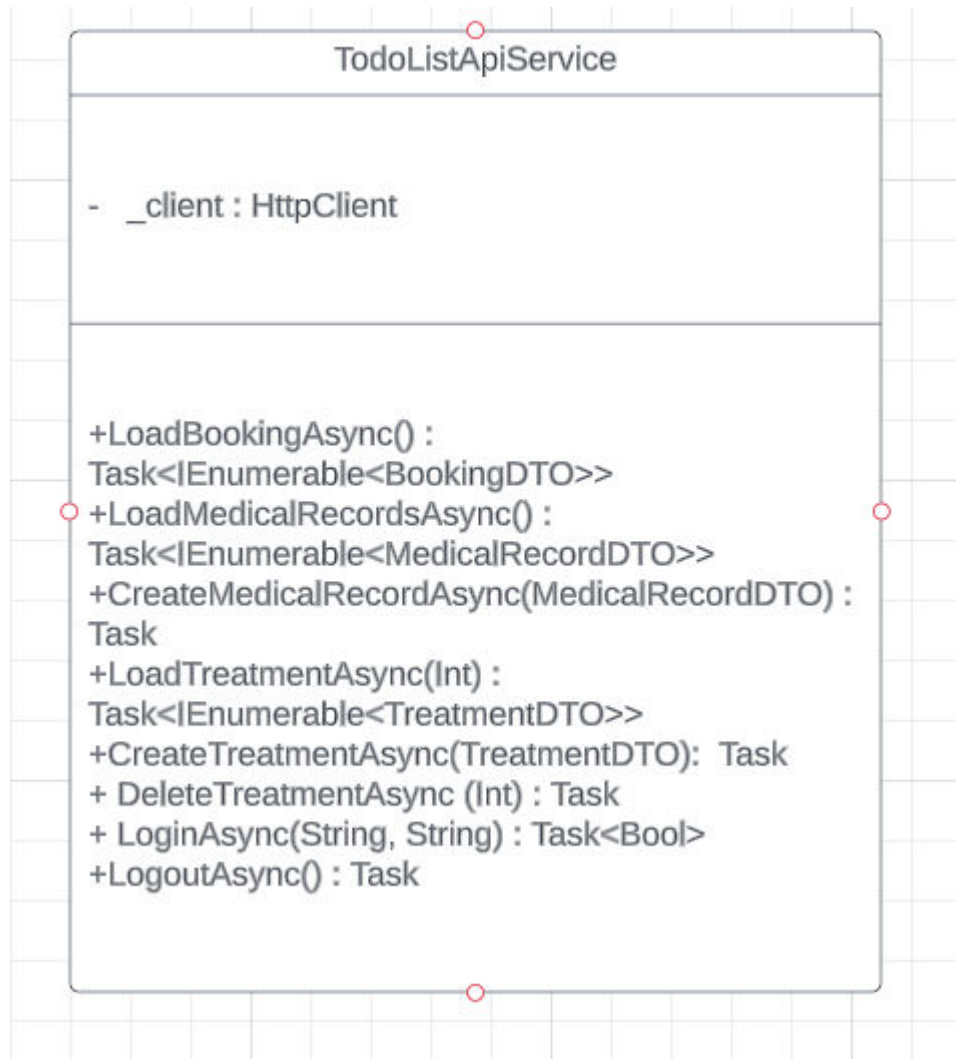 TodoListApiService
- _client : HttpClient
+LoadBookingAsync() :
Task<IEnumerable<BookingDTO>>
+LoadMedicalRecordsAsync() :
Task<IEnumerable<MedicalRecordDTO>>
+CreateMedicalRecordAsync(MedicalRecordDTO) :
Task
+LoadTreatmentAsync(Int) :
Task<IEnumerable<TreatmentDTO>>
+CreateTreatmentAsync(TreatmentDTO):  Task
+ DeleteTreatmentAsync (Int) : Task
+ LoginAsync(String, String) : Task<Bool>
+LogoutAsync() : Task